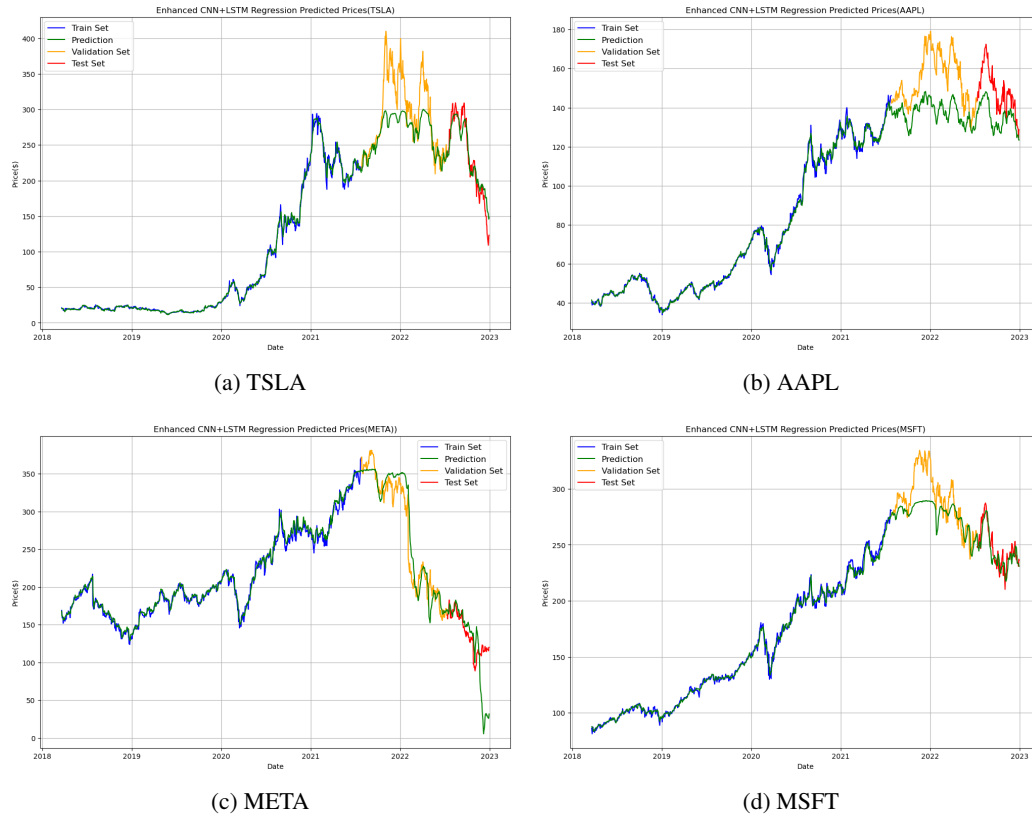 Enhanced CNN+LSTM Regression Predicted Prices(TSLA)
Train Set
Prediction
Validation Set
Test Set
Price($)
400
350
300
250
200
150
100
50
0
2018 2019 2020 2021 2022 2023
Date
(a) TSLA
Enhanced CNN+LSTM Regression Predicted Prices(AAPL)
Train Set
Prediction
Validation Set
Test Set
Price($)
180
160
140
120
100
80
60
40
2018 2019 2020 2021 2022 2023
Date
(b) AAPL
Enhanced CNN+LSTM Regression Predicted Prices(META))
Train Set
Prediction
Validation Set
Test Set
Price($)
350
300
250
200
150
100
50
0
2018 2019 2020 2021 2022 2023
Date
(c) META
Enhanced CNN+LSTM Regression Predicted Prices(MSFT)
Train Set
Prediction
Validation Set
Test Set
Price($)
300
250
200
150
100
2018 2019 2020 2021 2022 2023
Date
(d) MSFT